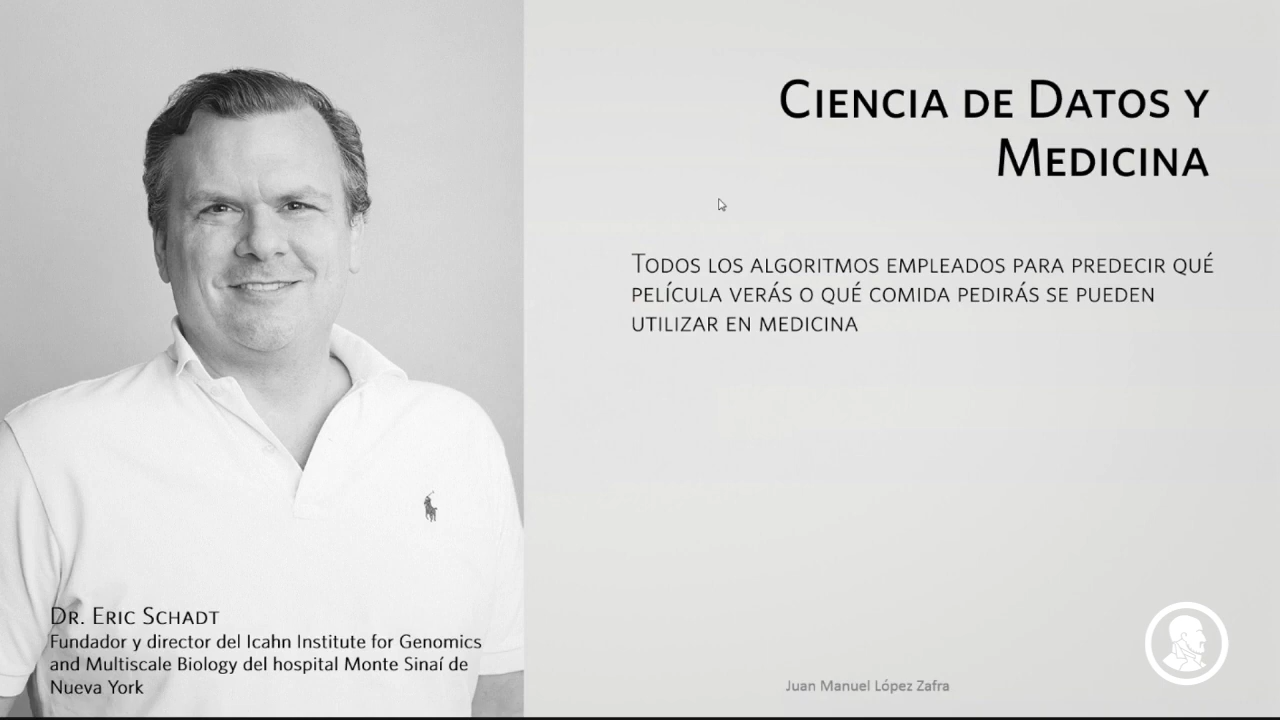 Ciencia de Datos y
Medicina
Todos los algoritmos empleados para predecir qué
película verás o qué comida pedirás se pueden
utilizar en medicina
Dr. Eric Schadt
Fundador y director del Icahn Institute for Genomics
and Multiscale Biology del hospital Monte Sinaí de
Nueva York
Juan Manuel López Zafra